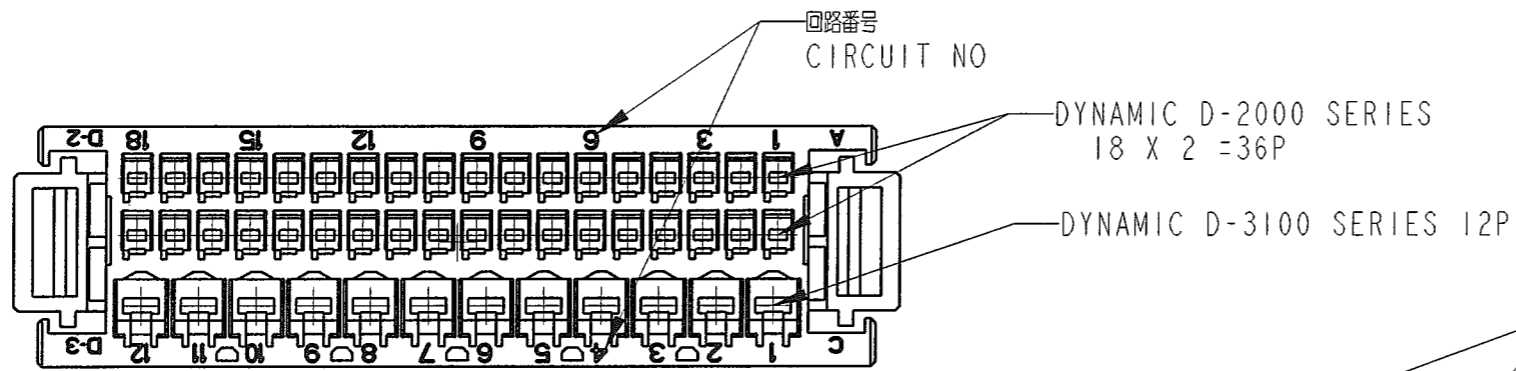 回路番号
CIRCUIT NO
DYNAMIC D-2000 SERIES
18 X 2 =36P
DYNAMIC D-3100 SERIES 12P
D-2 18 15 12 9 6 3 1 A
D-3 12 11 10 9 8 7 6 5 4 3 2 1 C